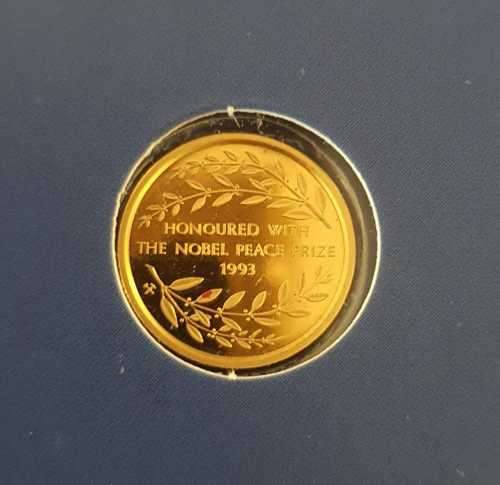 HONOURED WITH
THE NOBEL PEACE PRIZE
1993